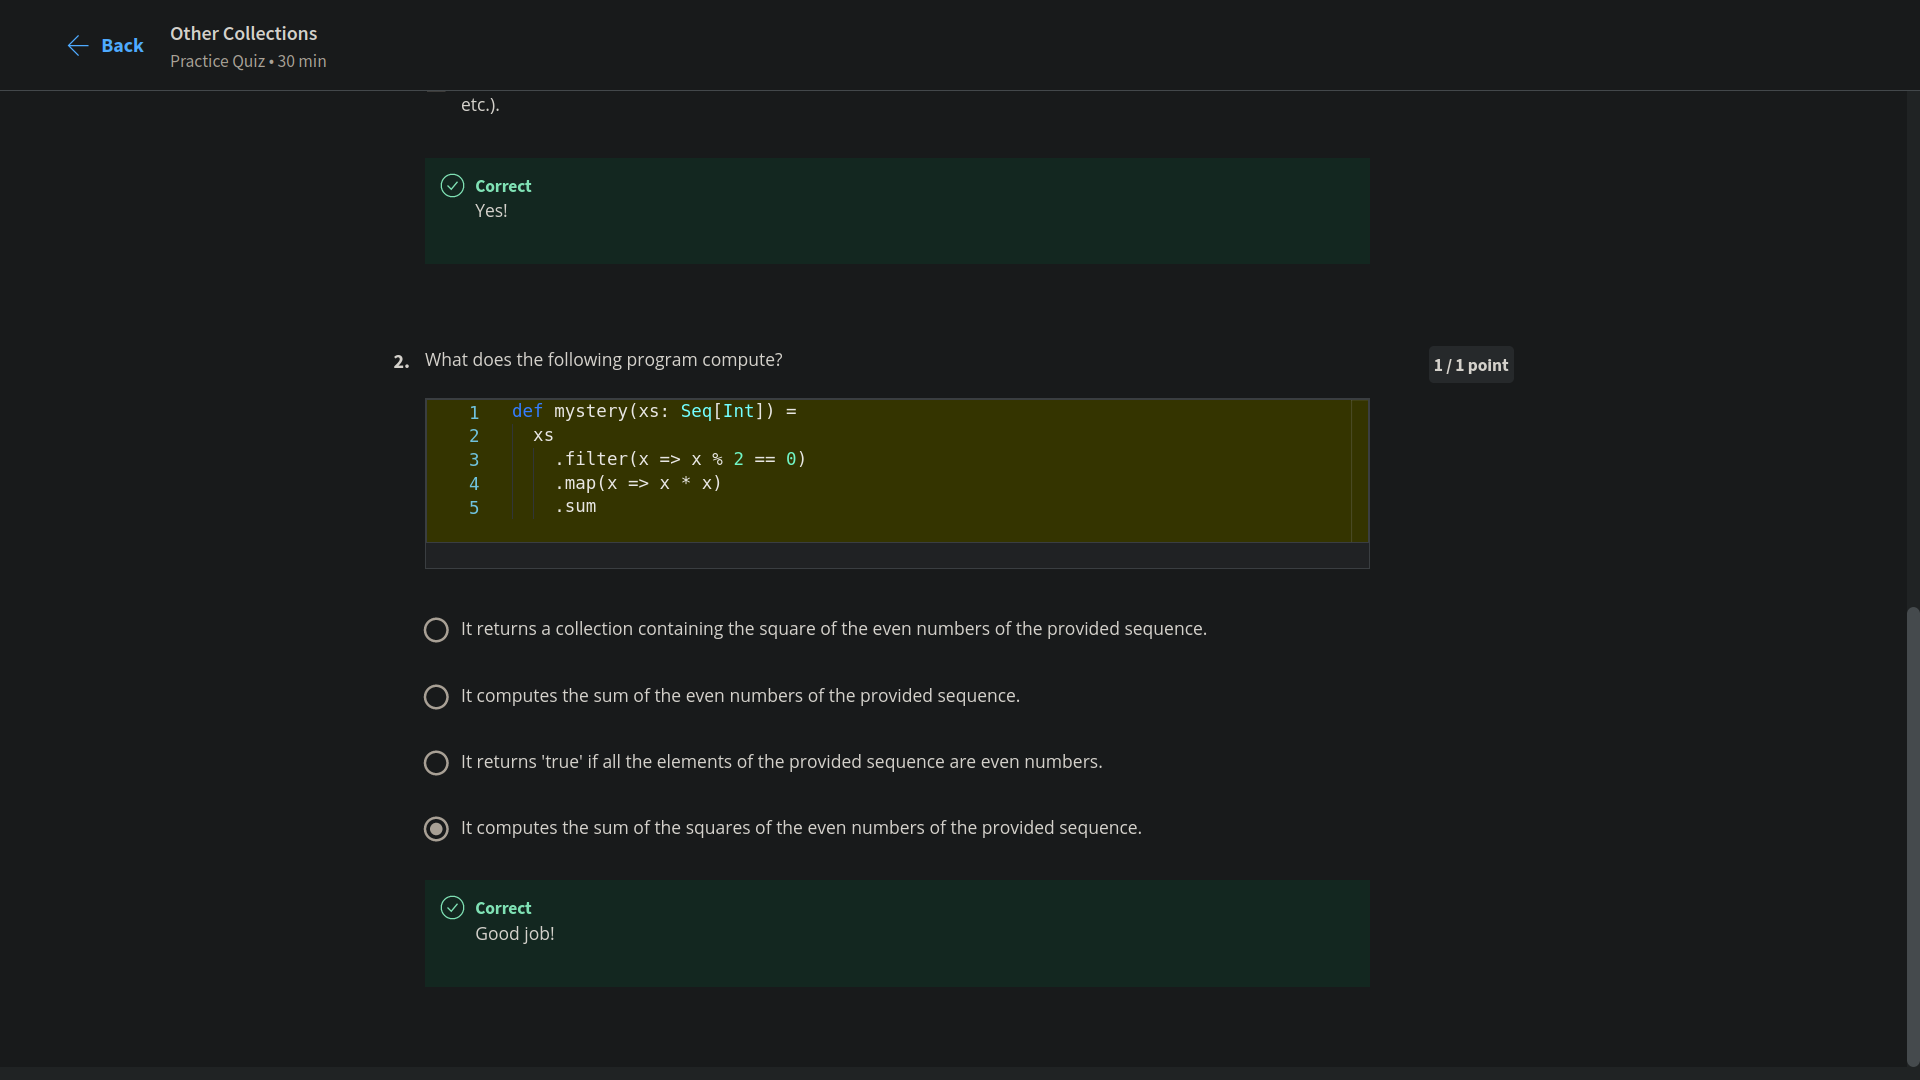 Back
Other Collections
Practice Quiz • 30 min
etc.).
Correct
Yes!
2. What does the following program compute?
1 / 1 point
1 def mystery(xs: Seq[Int]) =
2 xs
3 .filter(x => x % 2 == 0)
4 .map(x => x * x)
5 .sum
It returns a collection containing the square of the even numbers of the provided sequence.
It computes the sum of the even numbers of the provided sequence.
It returns 'true' if all the elements of the provided sequence are even numbers.
It computes the sum of the squares of the even numbers of the provided sequence.
Correct
Good job!